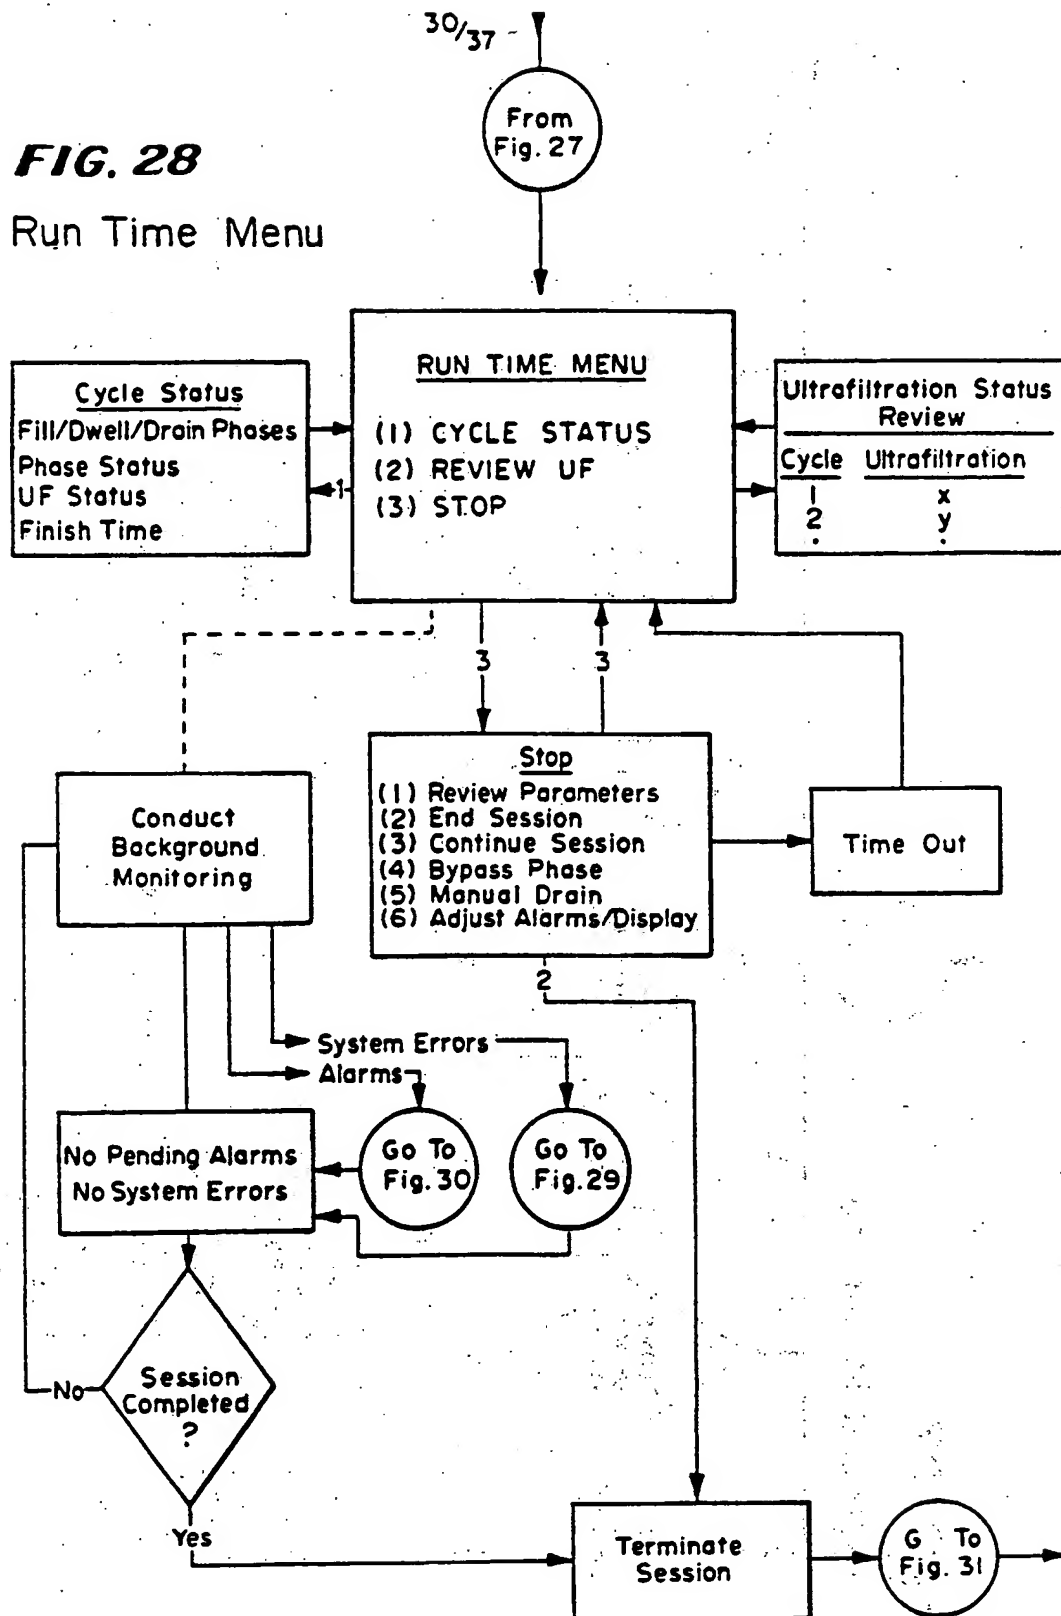 30/37
From
Fig. 27
FIG. 28
Run Time Menu
RUN TIME MENU
(1) CYCLE STATUS
(2) REVIEW UF
(3) STOP
Cycle Status
Fill/Dwell/Drain Phases
Phase Status
UF Status
Finish Time
1
Ultrafiltration Status
Review
Cycle Ultrafiltration
1 x
2 y
. .
3
3
Stop
(1) Review Parameters
(2) End Session
(3) Continue Session
(4) Bypass Phase
(5) Manual Drain
(6) Adjust Alarms/Display
Time Out
2
Conduct
Background
Monitoring
System Errors
Alarms
Go To
Fig. 30
Go To
Fig. 29
No Pending Alarms
No System Errors
Session
Completed
?
No
Yes
Terminate
Session
G To
Fig. 31